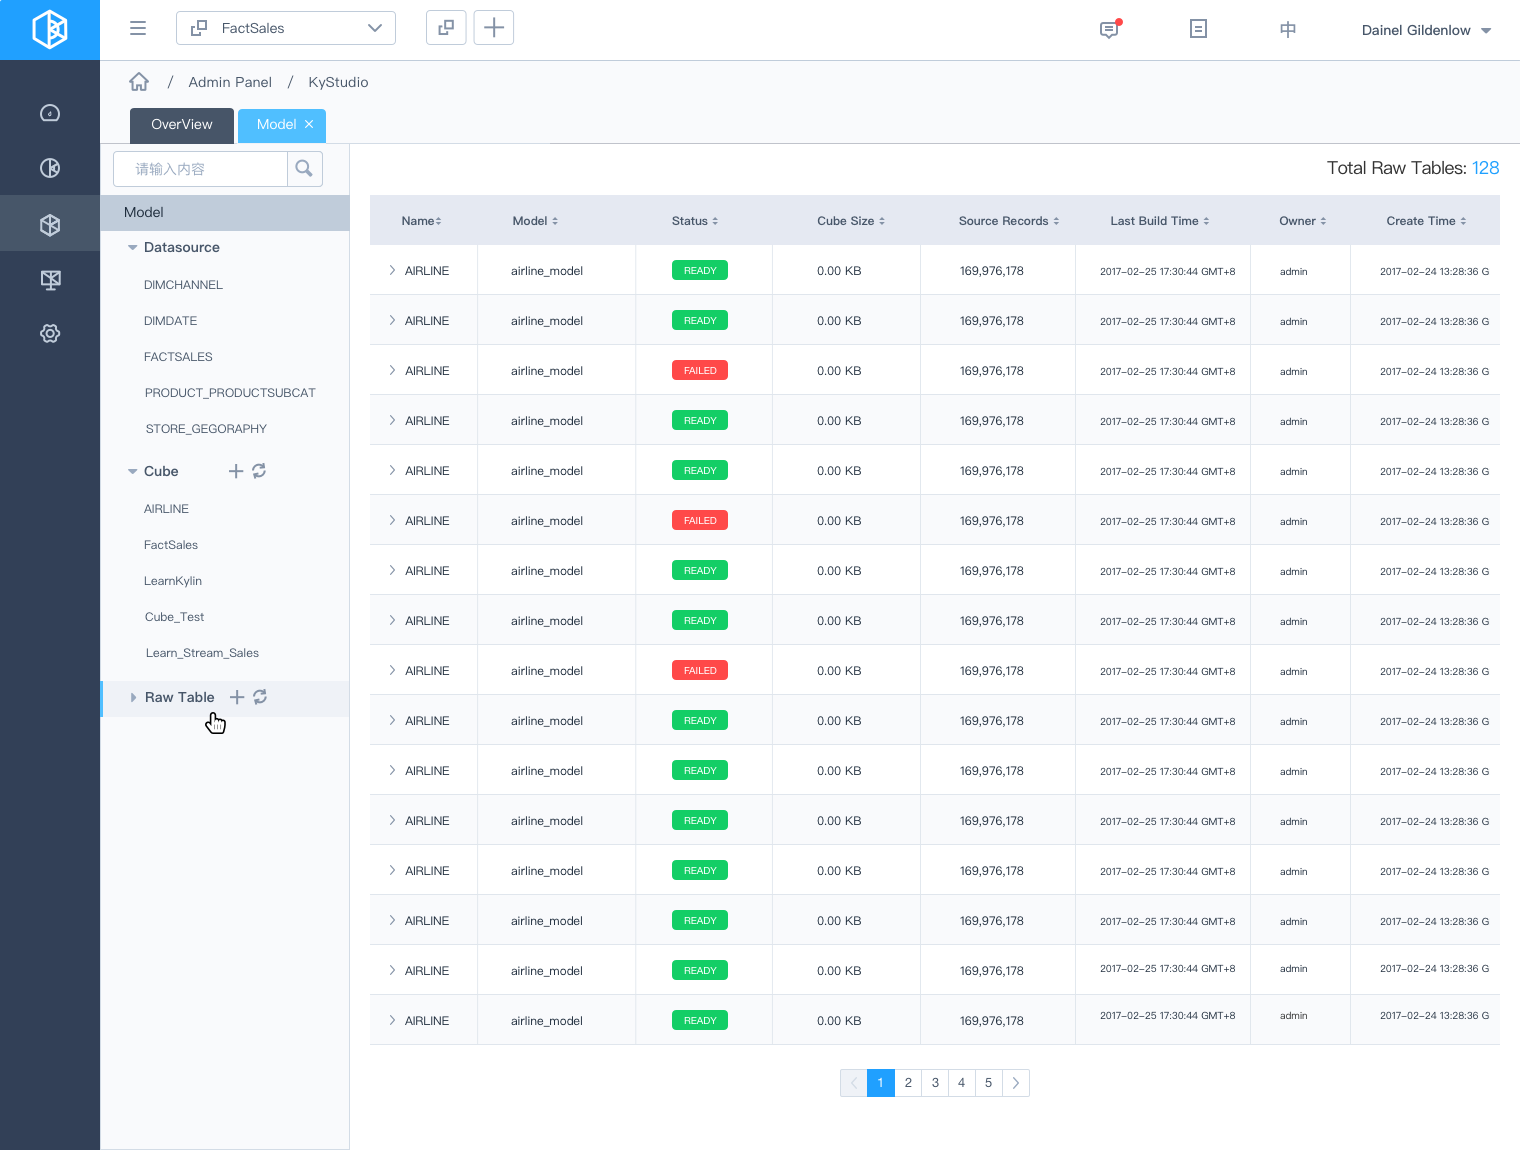 FactSales
中
Dainel Gildenlow
/ Admin Panel / KyStudio
OverView
Model ×
请输入内容
Total Raw Tables: 128
Model
Datasource
DIMCHANNEL
DIMDATE
FACTSALES
PRODUCT_PRODUCTSUBCAT
STORE_GEGORAPHY
Cube
AIRLINE
FactSales
LearnKylin
Cube_Test
Learn_Stream_Sales
Raw Table
Name Model Status Cube Size Source Records Last Build Time Owner Create Time
AIRLINE airline_model READY 0.00 KB 169,976,178 2017-02-25 17:30:44 GMT+8 admin 2017-02-24 13:28:36 G
AIRLINE airline_model READY 0.00 KB 169,976,178 2017-02-25 17:30:44 GMT+8 admin 2017-02-24 13:28:36 G
AIRLINE airline_model FAILED 0.00 KB 169,976,178 2017-02-25 17:30:44 GMT+8 admin 2017-02-24 13:28:36 G
AIRLINE airline_model READY 0.00 KB 169,976,178 2017-02-25 17:30:44 GMT+8 admin 2017-02-24 13:28:36 G
AIRLINE airline_model READY 0.00 KB 169,976,178 2017-02-25 17:30:44 GMT+8 admin 2017-02-24 13:28:36 G
AIRLINE airline_model FAILED 0.00 KB 169,976,178 2017-02-25 17:30:44 GMT+8 admin 2017-02-24 13:28:36 G
AIRLINE airline_model READY 0.00 KB 169,976,178 2017-02-25 17:30:44 GMT+8 admin 2017-02-24 13:28:36 G
AIRLINE airline_model READY 0.00 KB 169,976,178 2017-02-25 17:30:44 GMT+8 admin 2017-02-24 13:28:36 G
AIRLINE airline_model FAILED 0.00 KB 169,976,178 2017-02-25 17:30:44 GMT+8 admin 2017-02-24 13:28:36 G
AIRLINE airline_model READY 0.00 KB 169,976,178 2017-02-25 17:30:44 GMT+8 admin 2017-02-24 13:28:36 G
AIRLINE airline_model READY 0.00 KB 169,976,178 2017-02-25 17:30:44 GMT+8 admin 2017-02-24 13:28:36 G
AIRLINE airline_model READY 0.00 KB 169,976,178 2017-02-25 17:30:44 GMT+8 admin 2017-02-24 13:28:36 G
AIRLINE airline_model READY 0.00 KB 169,976,178 2017-02-25 17:30:44 GMT+8 admin 2017-02-24 13:28:36 G
AIRLINE airline_model READY 0.00 KB 169,976,178 2017-02-25 17:30:44 GMT+8 admin 2017-02-24 13:28:36 G
AIRLINE airline_model READY 0.00 KB 169,976,178 2017-02-25 17:30:44 GMT+8 admin 2017-02-24 13:28:36 G
AIRLINE airline_model READY 0.00 KB 169,976,178 2017-02-25 17:30:44 GMT+8 admin 2017-02-24 13:28:36 G
1 2 3 4 5